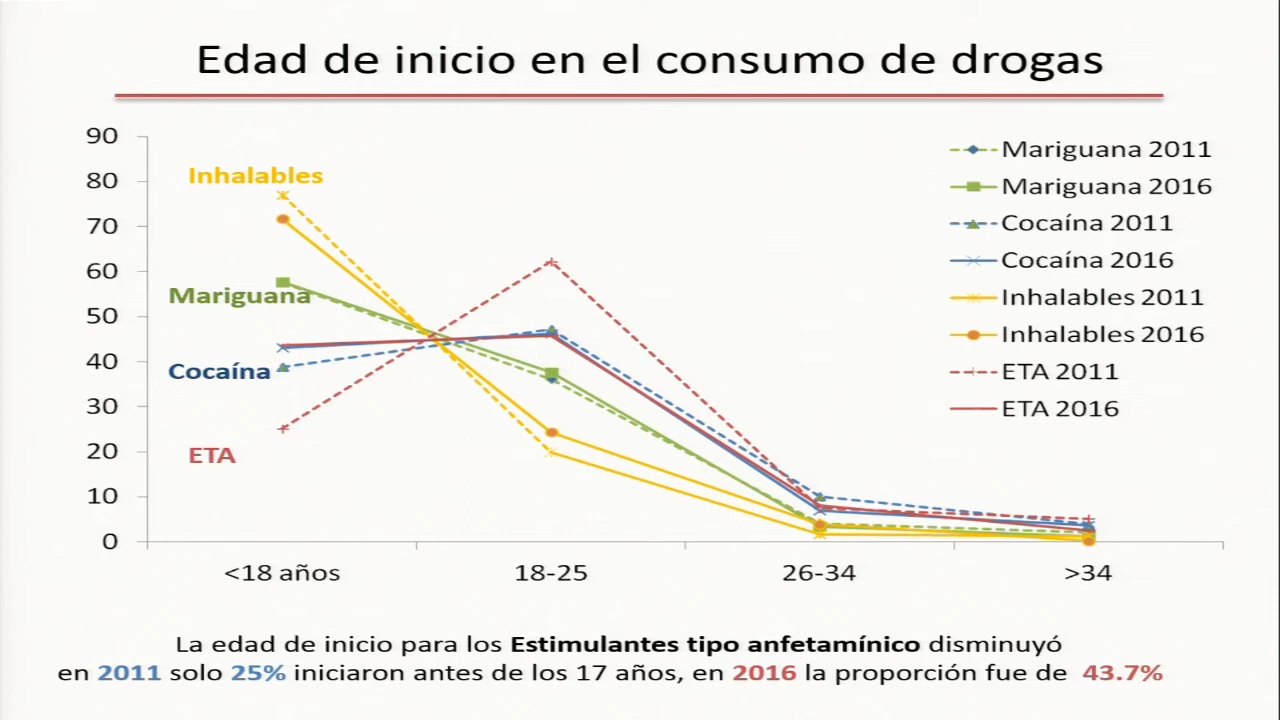 Edad de inicio en el consumo de drogas
90
80
70
60
50
40
30
20
10
0
Inhalables
Mariguana
Cocaína
ETA
Mariguana 2011
Mariguana 2016
Cocaína 2011
Cocaína 2016
Inhalables 2011
Inhalables 2016
ETA 2011
ETA 2016
<18 años
18-25
26-34
>34
La edad de inicio para los Estimulantes tipo anfetamínico disminuyó
en 2011 solo 25% iniciaron antes de los 17 años, en 2016 la proporción fue de 43.7%